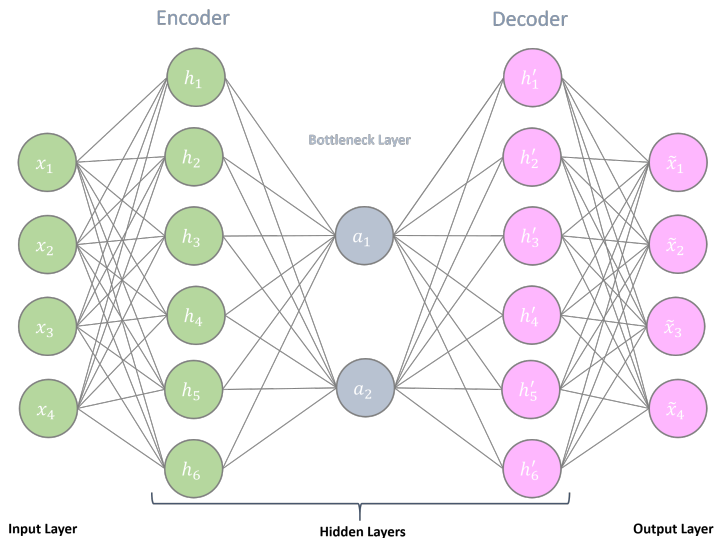 Encoder
Decoder
Bottleneck Layer
x₁
x₂
x₃
x₄
h₁
h₂
h₃
h₄
h₅
h₆
a₁
a₂
h′₁
h′₂
h′₃
h′₄
h′₅
h′₆
x̃₁
x̃₂
x̃₃
x̃₄
Input Layer
Hidden Layers
Output Layer